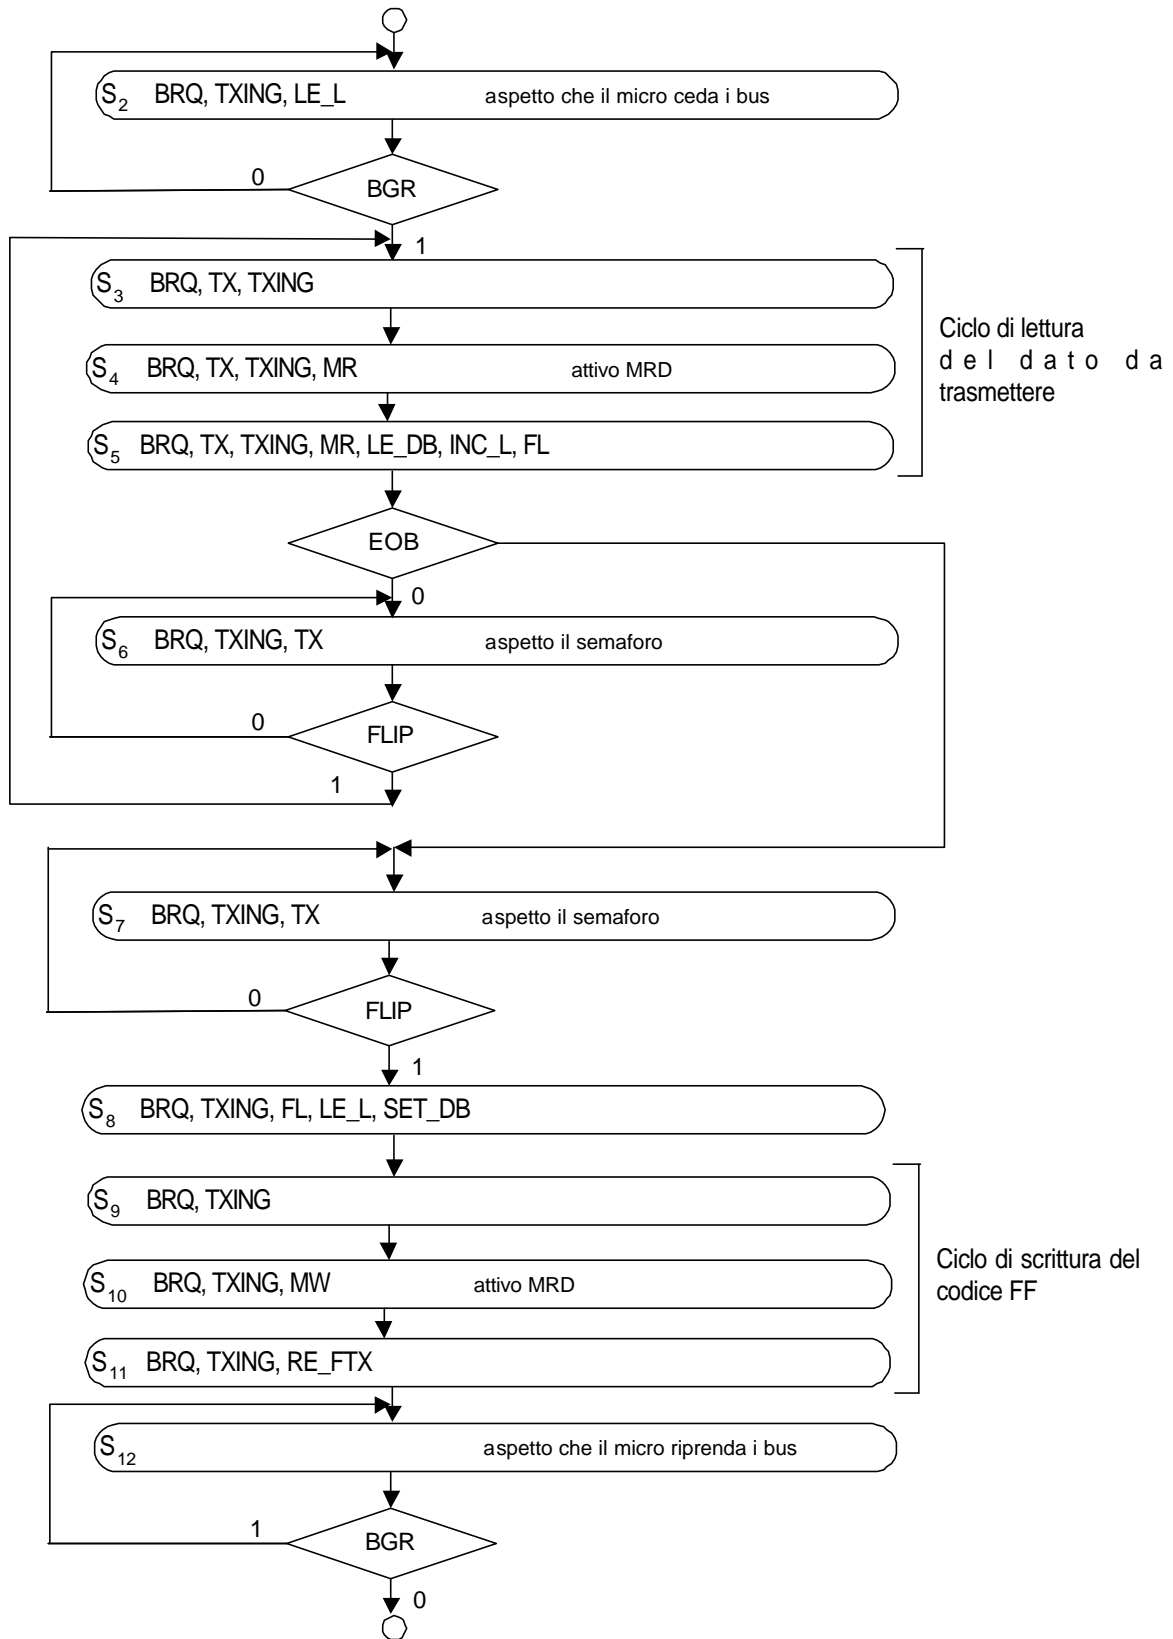 S2 BRQ, TXING, LE_L aspetto che il micro ceda i bus
0
BGR
1
S3 BRQ, TX, TXING
Ciclo di lettura
del dato da
trasmettere
S4 BRQ, TX, TXING, MR attivo MRD
S5 BRQ, TX, TXING, MR, LE_DB, INC_L, FL
EOB
0
S6 BRQ, TXING, TX aspetto il semaforo
0
FLIP
1
S7 BRQ, TXING, TX aspetto il semaforo
0
FLIP
1
S8 BRQ, TXING, FL, LE_L, SET_DB
S9 BRQ, TXING
Ciclo di scrittura del
codice FF
S10 BRQ, TXING, MW attivo MRD
S11 BRQ, TXING, RE_FTX
S12 aspetto che il micro riprenda i bus
1
BGR
0